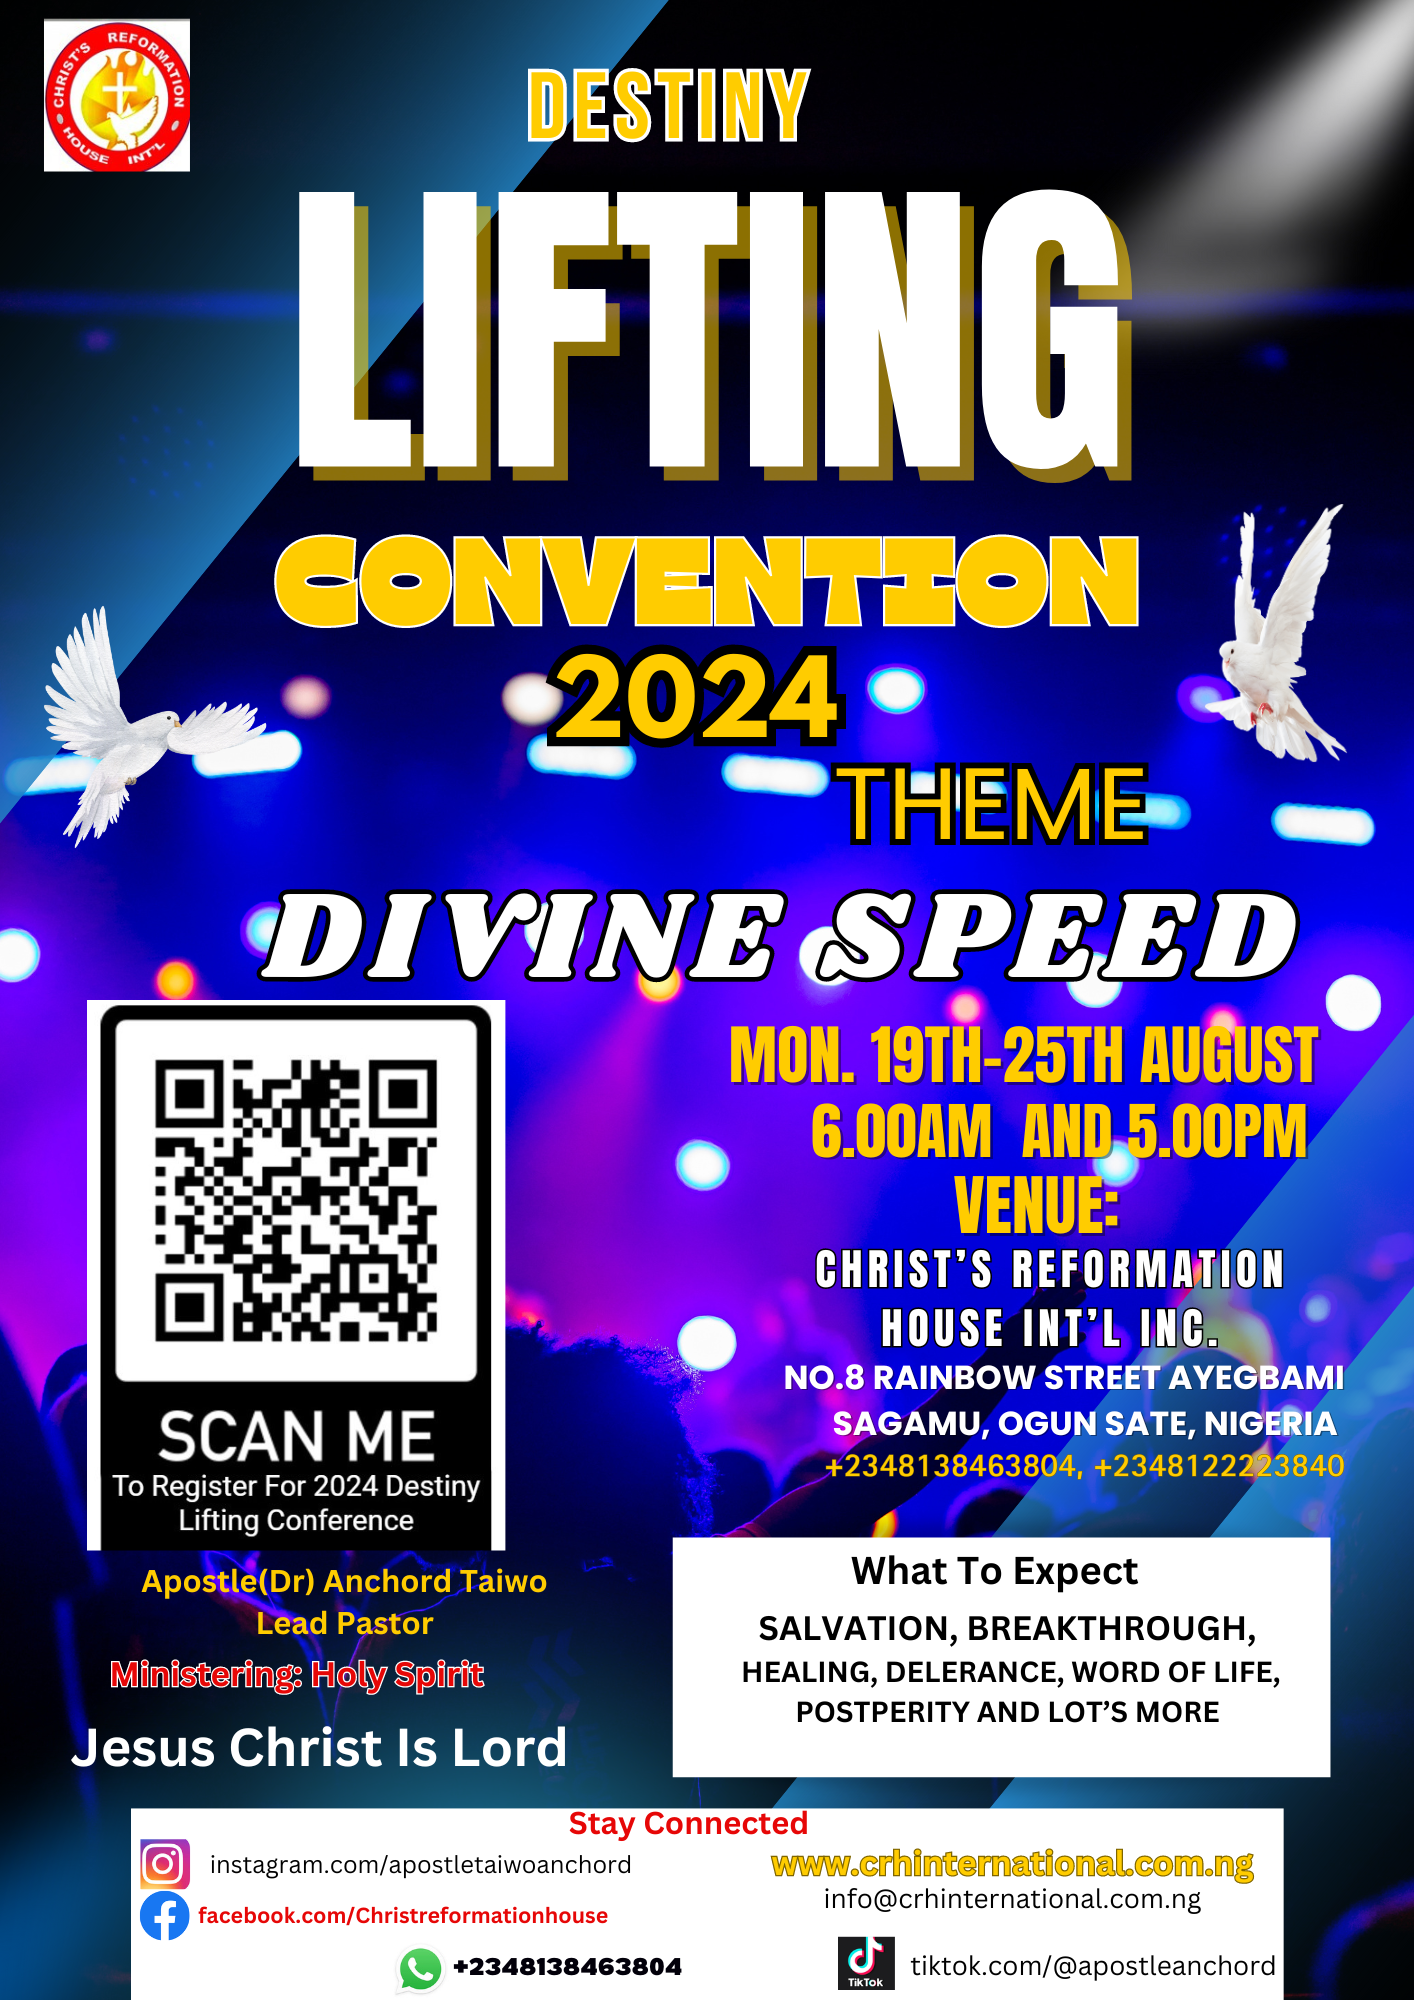 CHRIST'S REFORMATION
HOUSE INT'L
DESTINY
LIFTING
CONVENTION
2024
THEME
DIVINE SPEED
MON. 19TH-25TH AUGUST
6.00AM AND 5.00PM
VENUE:
CHRIST'S REFORMATION
HOUSE INT'L INC.
NO.8 RAINBOW STREET AYEGBAMI
SAGAMU, OGUN SATE, NIGERIA
+2348138463804, +2348122223840
SCAN ME
To Register For 2024 Destiny
Lifting Conference
Apostle(Dr) Anchord Taiwo
Lead Pastor
Ministering: Holy Spirit
Jesus Christ Is Lord
What To Expect
SALVATION, BREAKTHROUGH,
HEALING, DELERANCE, WORD OF LIFE,
POSTPERITY AND LOT'S MORE
Stay Connected
instagram.com/apostletaiwoanchord
www.crhinternational.com.ng
info@crhinternational.com.ng
facebook.com/Christreformationhouse
+2348138463804
TikTok
tiktok.com/@apostleanchord